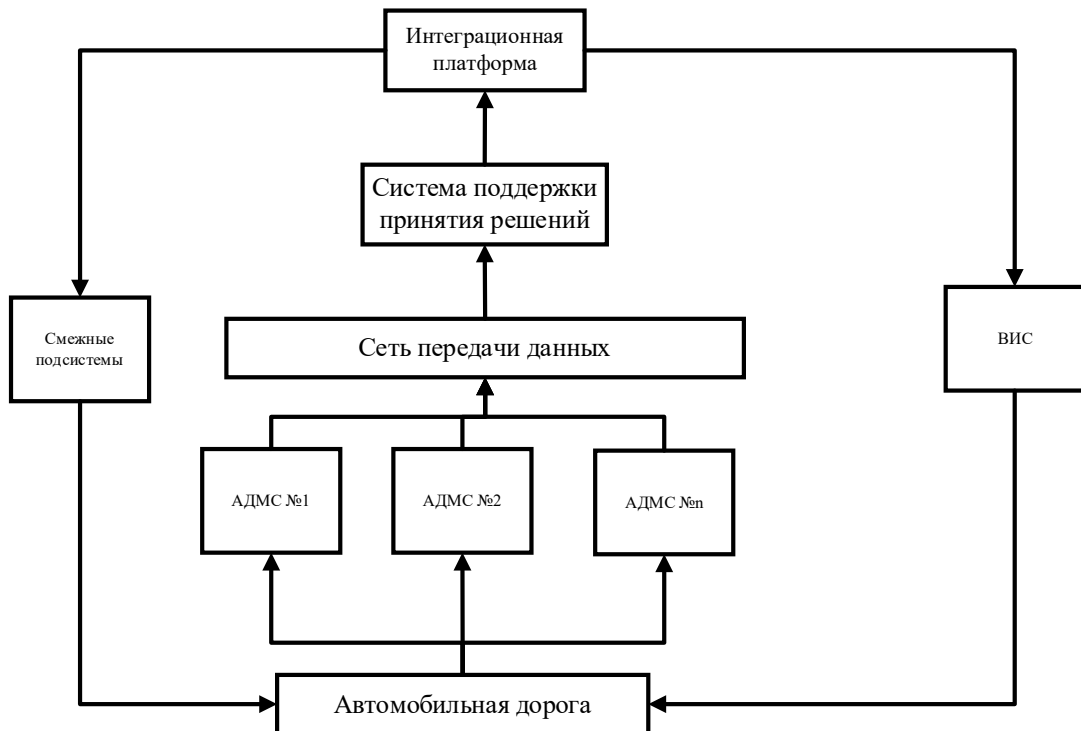 Интеграционная
платформа
Система поддержки
принятия решений
Смежные
подсистемы
Сеть передачи данных
ВИС
АДМС №1
АДМС №2
АДМС №n
Автомобильная дорога